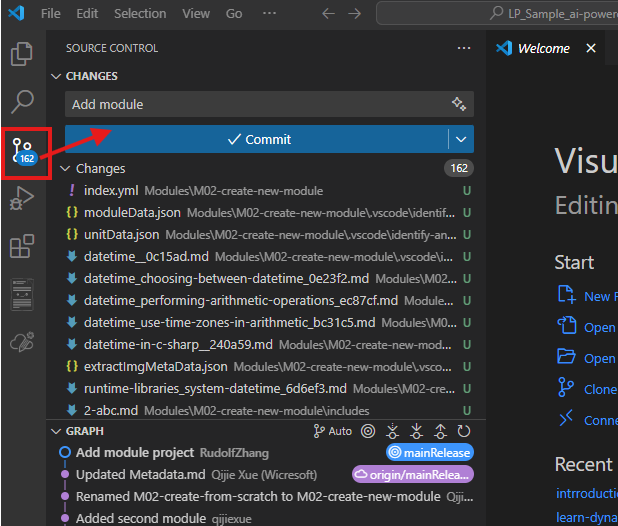 File Edit Selection View Go ... LP_Sample_ai-power
SOURCE CONTROL ...
Welcome
CHANGES
Add module
162
Commit
Changes 162
index.yml Modules\M02-create-new-module U
moduleData.json Modules\M02-create-new-module\.vscode\identif... U
unitData.json Modules\M02-create-new-module\.vscode\identify-an... U
datetime__0c15ad.md Modules\M02-create-new-module\.vscode\i... U
datetime_choosing-between-datetime_0e23f2.md Modules\M02... U
datetime_performing-arithmetic-operations_ec87cf.md Module... U
datetime_use-time-zones-in-arithmetic_bc31c5.md Modules\M0... U
datetime-in-c-sharp__240a59.md Modules\M02-create-new-mod... U
extractImgMetaData.json Modules\M02-create-new-module\.vsco... U
runtime-libraries_system-datetime_6d6ef3.md Modules\M02-cre... U
2-abc.md Modules\M02-create-new-module\includes U
GRAPH Auto
Add module project RudolfZhang mainRelease
Updated Metadata.md Qijie Xue (Wicresoft) origin/mainRelea...
Renamed M02-create-from-scratch to M02-create-new-module Qiji...
Added second module qijiexue
Visu
Editin
Start
New F
Open
Open
Clone
Conne
Recent
intrroductio
learn-dyna